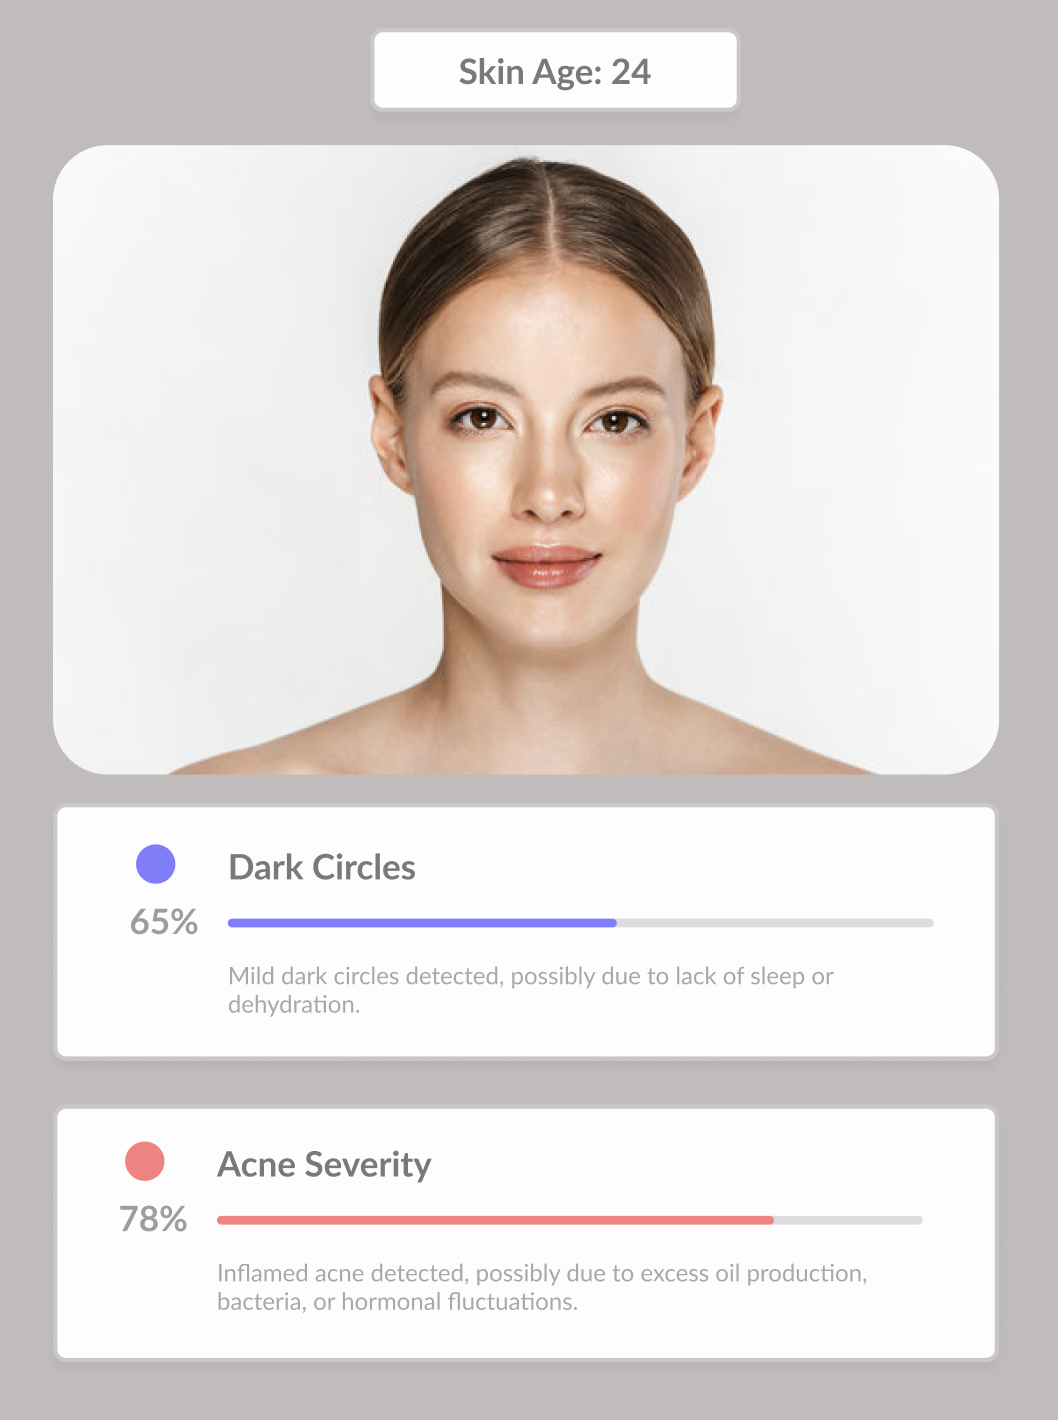 Skin Age: 24
Dark Circles
65%
Mild dark circles detected, possibly due to lack of sleep or
dehydration.
Acne Severity
78%
Inflamed acne detected, possibly due to excess oil production,
bacteria, or hormonal fluctuations.